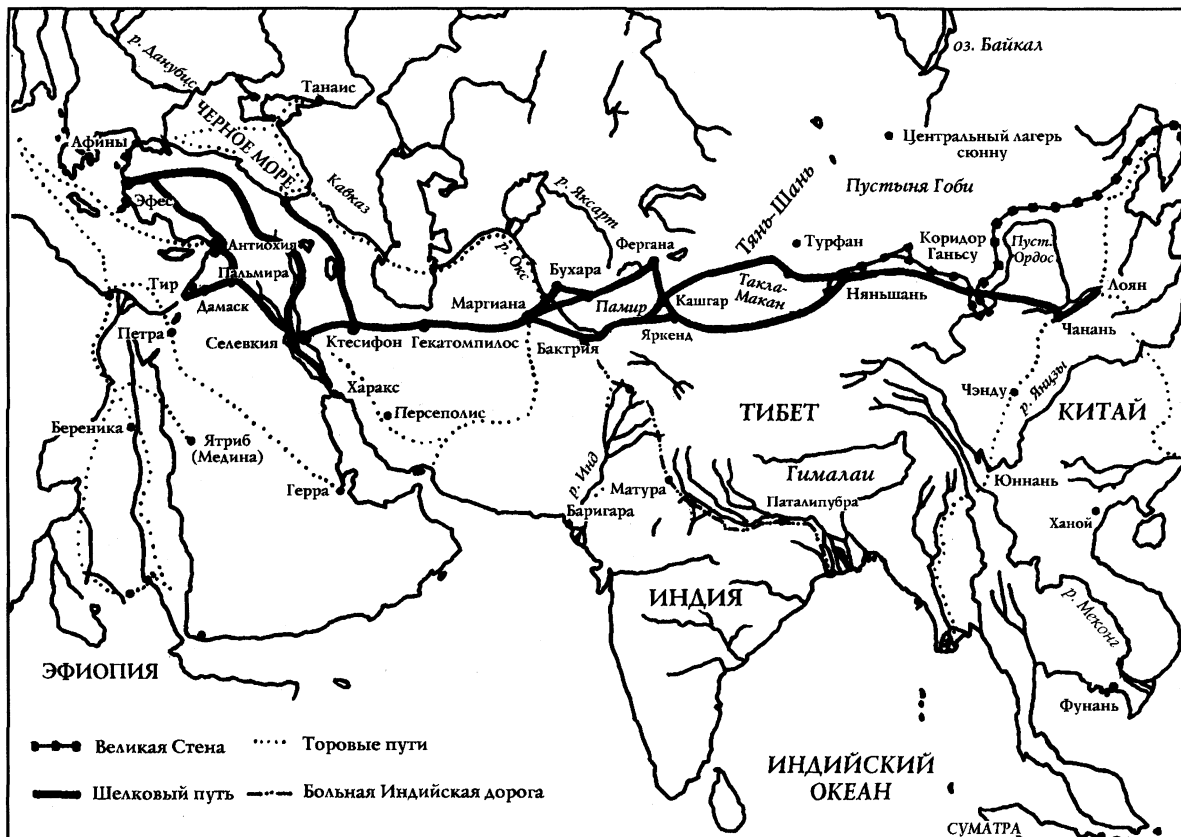 оз. Байкал
р. Данубис
Танаис
ЧЕРНОЕ МОРЕ
Афины
Центральный лагерь
сюнну
Кавказ
р. Яксарт
Тянь-Шань
Пустыня Гоби
Эфес
р. Окс
Фергана
Турфан
Коридор
Ганьсу
Пуст.
Ордос
Антиохия
Пальмира
Бухара
Тир
Дамаск
Маргиана
Памир
Кашгар
Такла-
Макан
Няньшань
Лоян
Петра
Селевкия
Ктесифон
Гекатомпилос
Бактрия
Яркенд
Чанань
Харакс
Чэнду
р. Янцзы
Персеполис
ТИБЕТ
КИТАЙ
Береника
Ятриб
(Медина)
Гималаи
р. Инд
Герра
Матура
Паталипубра
Юннань
Баригара
Ханой
ИНДИЯ
р. Меконг
ЭФИОПИЯ
Фунань
Великая Стена
Торовые пути
ИНДИЙСКИЙ
ОКЕАН
Шелковый путь
Больная Индийская дорога
СУМАТРА